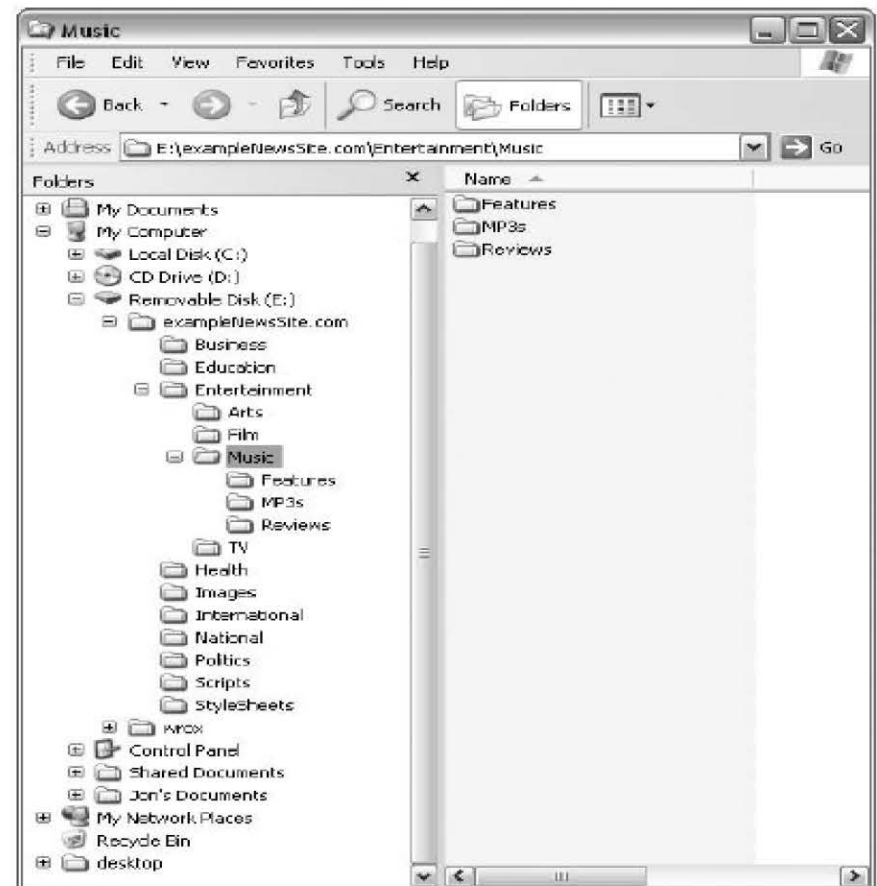 Music
File Edit View Favorites Tools Help
Back Search Folders
Address E:\exampleNewsSite.com\Entertainment\Music Go
Folders
Name
My Documents
My Computer
Local Disk (C:)
CD Drive (D:)
Removable Disk (E:)
exampleNewsSite.com
Business
Education
Entertainment
Arts
Film
Music
Features
MP3s
Reviews
TV
Health
Images
International
National
Politics
Scripts
StyleSheets
wrox
Control Panel
Shared Documents
Jon's Documents
My Network Places
Recycle Bin
desktop
Features
MP3s
Reviews